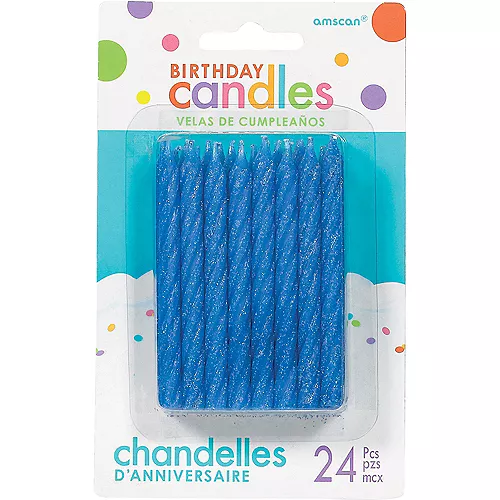 amscan®
BIRTHDAY
candles
VELAS DE CUMPLEAÑOS
chandelles
D'ANNIVERSAIRE
24 Pcs
pzs
mcx